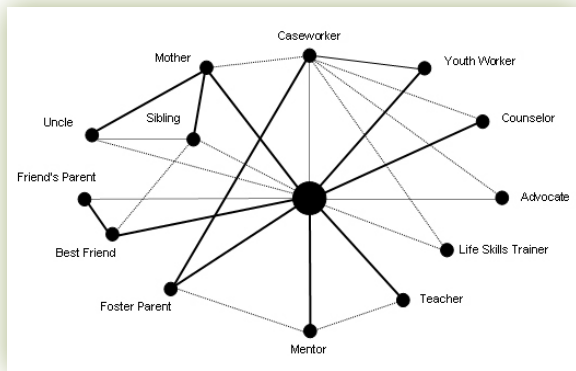 Caseworker
Mother
Youth Worker
Uncle
Sibling
Counselor
Friend's Parent
Advocate
Best Friend
Life Skills Trainer
Foster Parent
Teacher
Mentor